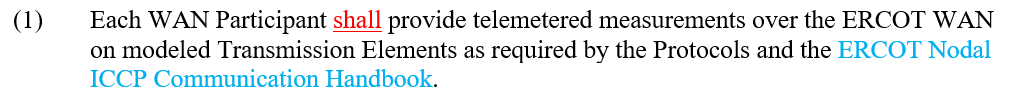 (1) Each WAN Participant shall provide telemetered measurements over the ERCOT WAN
on modeled Transmission Elements as required by the Protocols and the ERCOT Nodal
ICCP Communication Handbook.